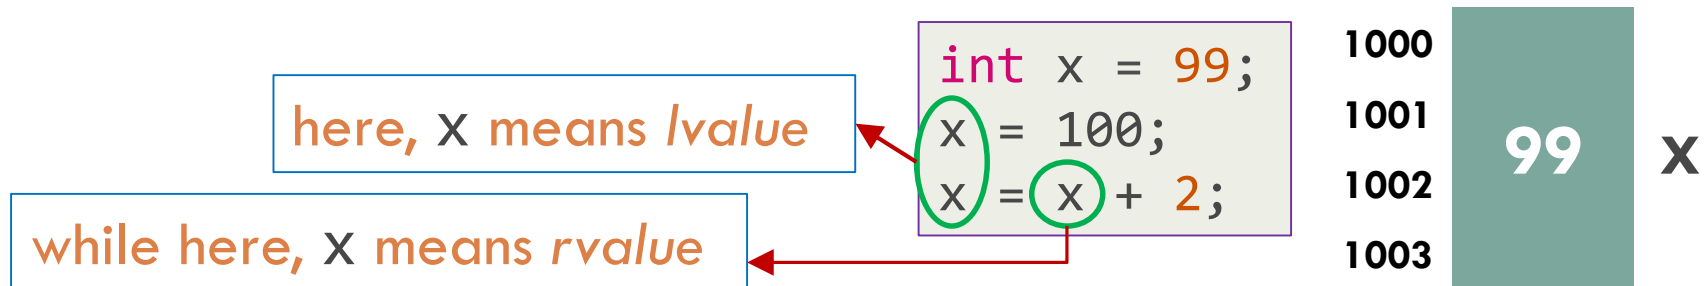 here, x means lvalue
while here, x means rvalue
int x = 99;
x = 100;
x = x + 2;
1000
1001
1002
1003
99
x